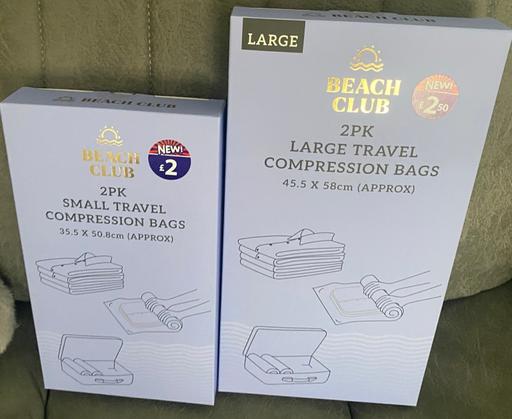 BEACH CLUB
BEACH
CLUB
NEW!
£2
2PK
SMALL TRAVEL
COMPRESSION BAGS
35.5 X 50.8cm (APPROX)
BEACH CLUB
LARGE
BEACH
CLUB
NEW!
£2.50
2PK
LARGE TRAVEL
COMPRESSION BAGS
45.5 X 58cm (APPROX)